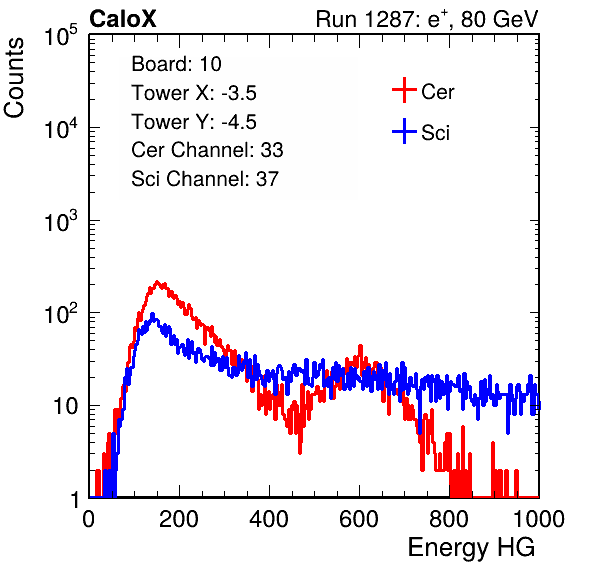 CaloX Run 1287: e⁺, 80 GeV
Counts
Board: 10
Tower X: -3.5
Tower Y: -4.5
Cer Channel: 33
Sci Channel: 37
Cer
Sci
10⁵
10⁴
10³
10²
10
1
0 200 400 600 800 1000
Energy HG